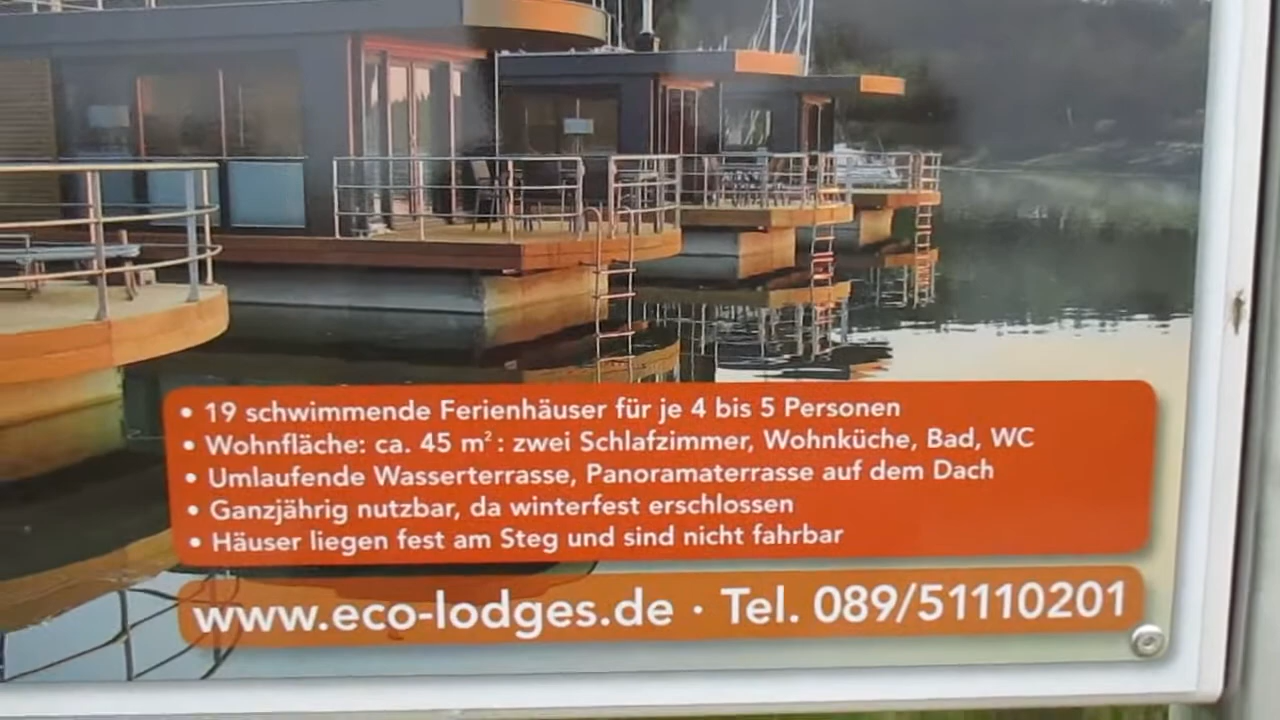 • 19 schwimmende Ferienhäuser für je 4 bis 5 Personen
• Wohnfläche: ca. 45 m²: zwei Schlafzimmer, Wohnküche, Bad, WC
• Umlaufende Wasserterrasse, Panoramaterrasse auf dem Dach
• Ganzjährig nutzbar, da winterfest erschlossen
• Häuser liegen fest am Steg und sind nicht fahrbar
www.eco-lodges.de · Tel. 089/51110201